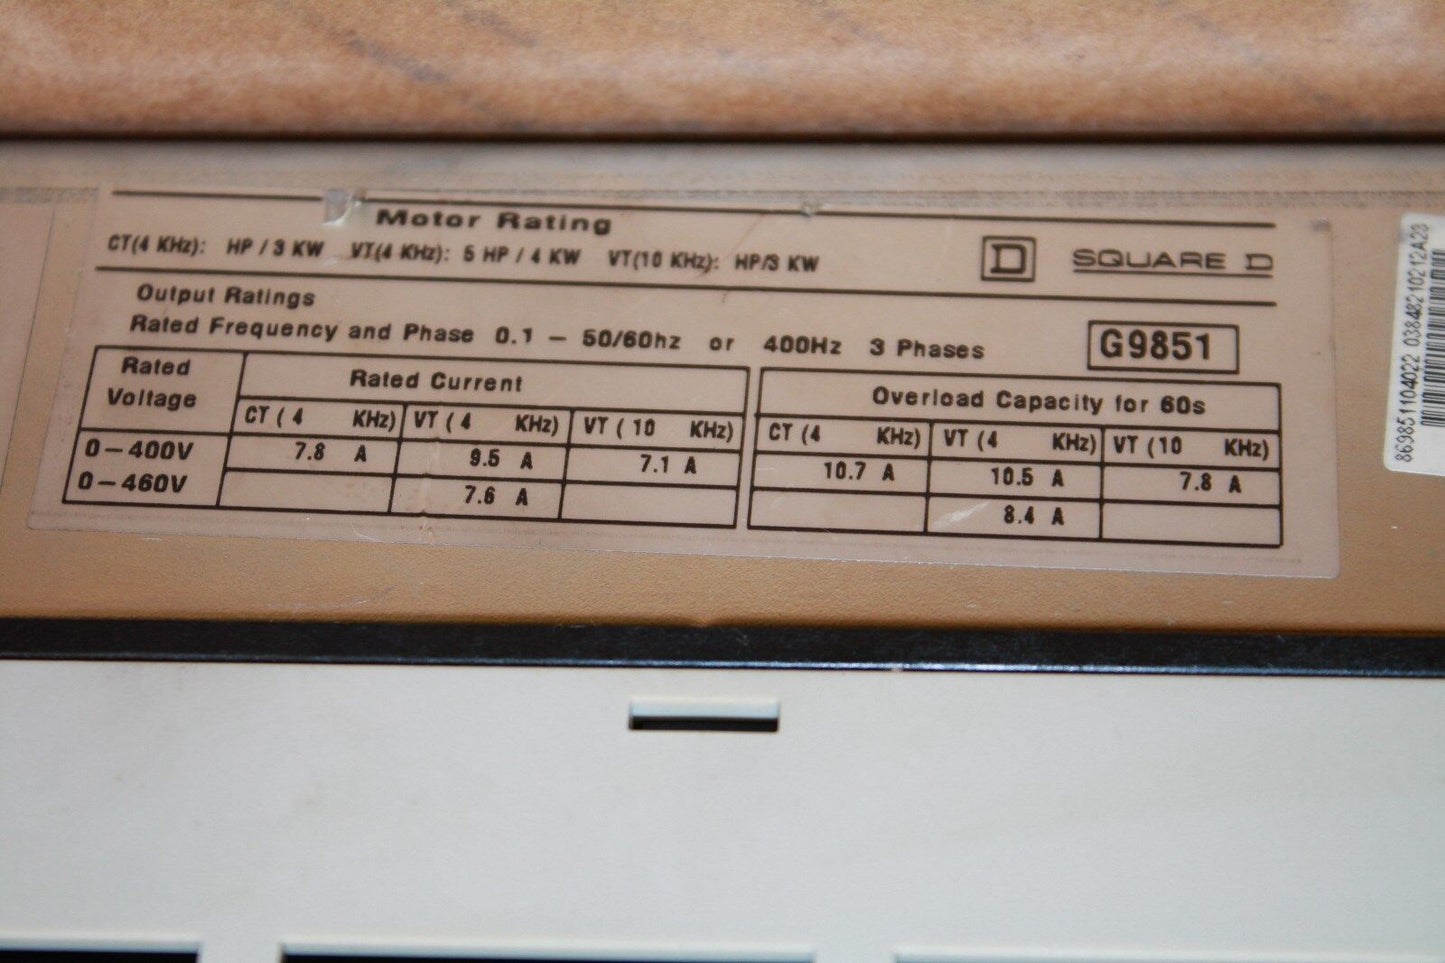 Motor Rating
CT(4 KHz): HP / 3 KW VT(4 KHz): 5 HP / 4 KW VT(10 KHz): HP/3 KW
D SQUARE D
Output Ratings
Rated Frequency and Phase 0.1 – 50/60hz or 400Hz 3 Phases
G9851
Rated Voltage Rated Current Overload Capacity for 60s
CT ( 4 KHz) VT ( 4 KHz) VT ( 10 KHz) CT (4 KHz) VT (4 KHz) VT (10 KHz)
0–400V 7.8 A 9.5 A 7.1 A 10.7 A 10.5 A 7.8 A
0–460V 7.6 A 8.4 A
869851104022 0384821021 2A23